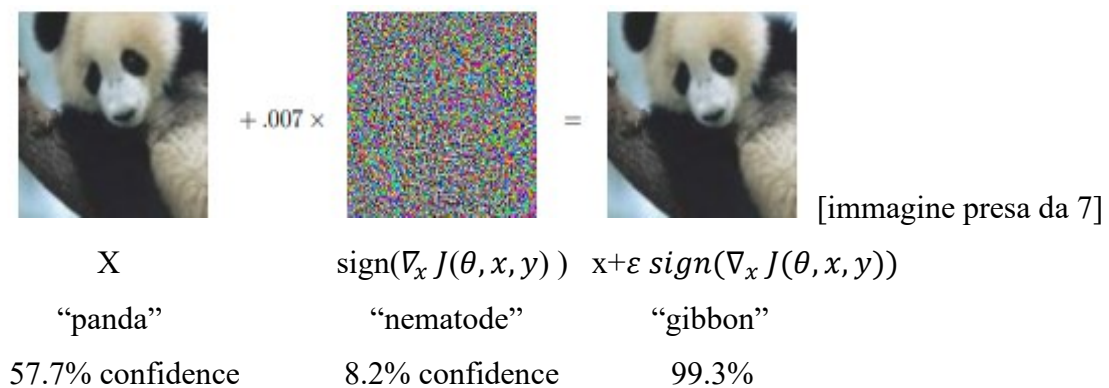 + .007 × =
[immagine presa da 7]
X sign(∇ₓ J(θ, x, y) ) x+ε sign(∇ₓ J(θ, x, y))
“panda” “nematode” “gibbon”
57.7% confidence 8.2% confidence 99.3%